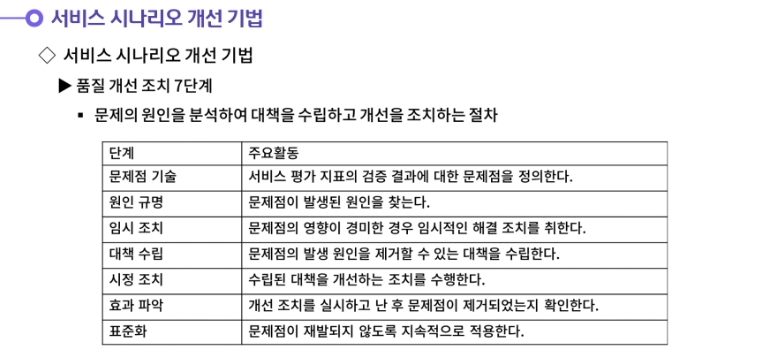 서비스 시나리오 개선 기법
◇ 서비스 시나리오 개선 기법
▶ 품질 개선 조치 7단계
▪ 문제의 원인을 분석하여 대책을 수립하고 개선을 조치하는 절차
단계 주요활동
문제점 기술 서비스 평가 지표의 검증 결과에 대한 문제점을 정의한다.
원인 규명 문제점이 발생된 원인을 찾는다.
임시 조치 문제점의 영향이 경미한 경우 임시적인 해결 조치를 취한다.
대책 수립 문제점의 발생 원인을 제거할 수 있는 대책을 수립한다.
시정 조치 수립된 대책을 개선하는 조치를 수행한다.
효과 파악 개선 조치를 실시하고 난 후 문제점이 제거되었는지 확인한다.
표준화 문제점이 재발되지 않도록 지속적으로 적용한다.